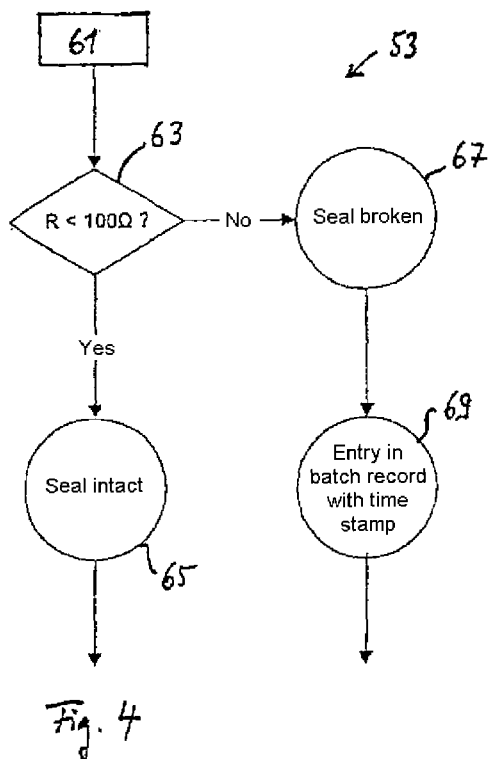 61
53
63
67
R < 100Ω ?
No
Seal broken
Yes
69
Seal intact
Entry in
batch record
with time
stamp
65
Fig. 4